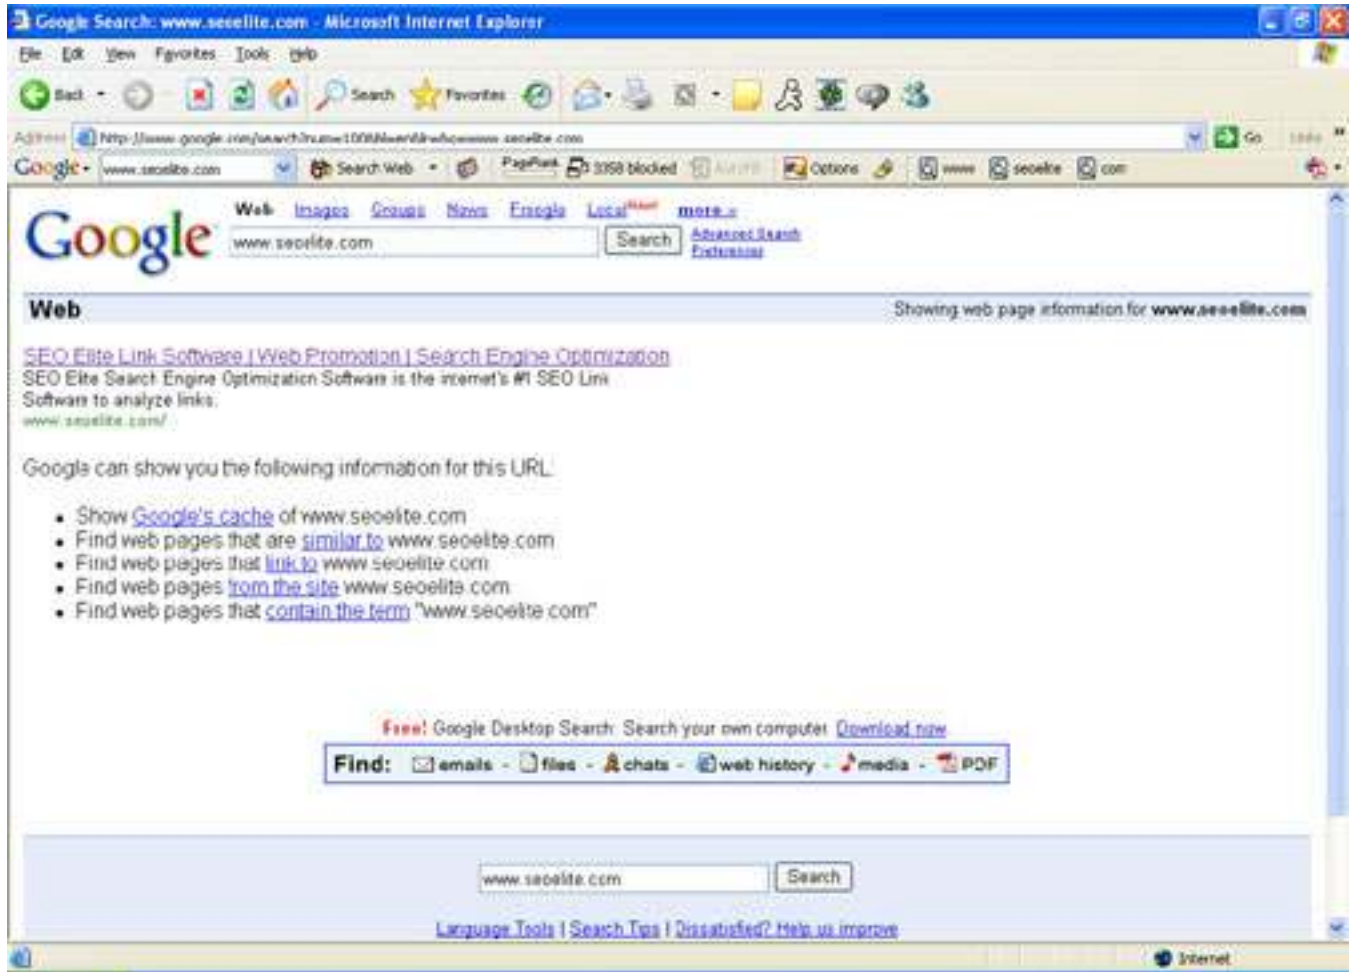 Google Search: www.seoelite.com - Microsoft Internet Explorer
File Edit View Favorites Tools Help
Back Search Favorites
Address Go Links
Google www.seoelite.com Search Web PageRank 3358 blocked AutoFill Options www seoelite com
Web Images Groups News Froogle Local more »
Google www.seoelite.com Search Advanced Search
Preferences
Web Showing web page information for www.seoelite.com
SEO Elite Link Software | Web Promotion | Search Engine Optimization
SEO Elite Search Engine Optimization Software is the internet's #1 SEO Link
Software to analyze links.
www.seoelite.com/
Google can show you the following information for this URL:
• Show Google's cache of www.seoelite.com
• Find web pages that are similar to www.seoelite.com
• Find web pages that link to www.seoelite.com
• Find web pages from the site www.seoelite.com
• Find web pages that contain the term "www.seoelite.com"
Free! Google Desktop Search: Search your own computer. Download now
Find: emails - files - chats - web history - media - PDF
www.seoelite.com Search
Language Tools | Search Tips | Dissatisfied? Help us improve
Internet